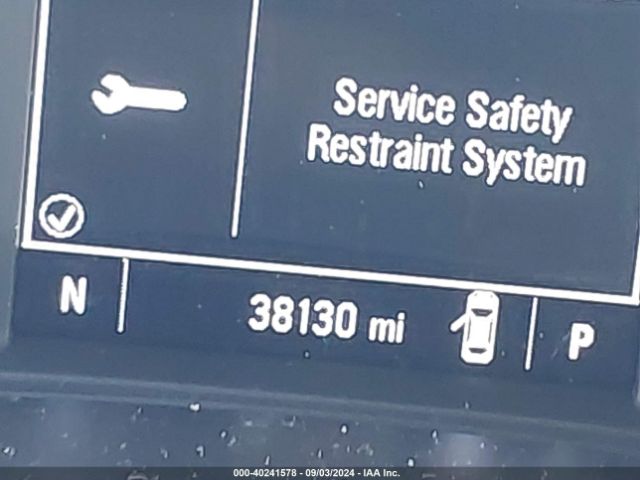 Service Safety
Restraint System
N
38130 mi
P
000-40241578 - 09/03/2024 - IAA Inc.